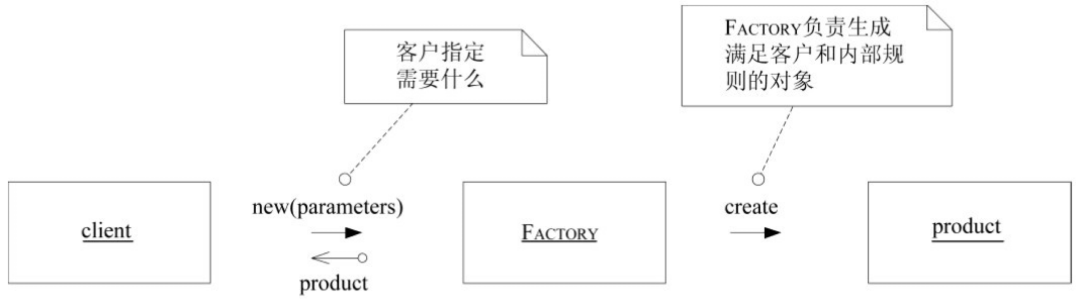 客户指定
需要什么
FACTORY负责生成
满足客户和内部规
则的对象
client
new(parameters)
product
FACTORY
create
product